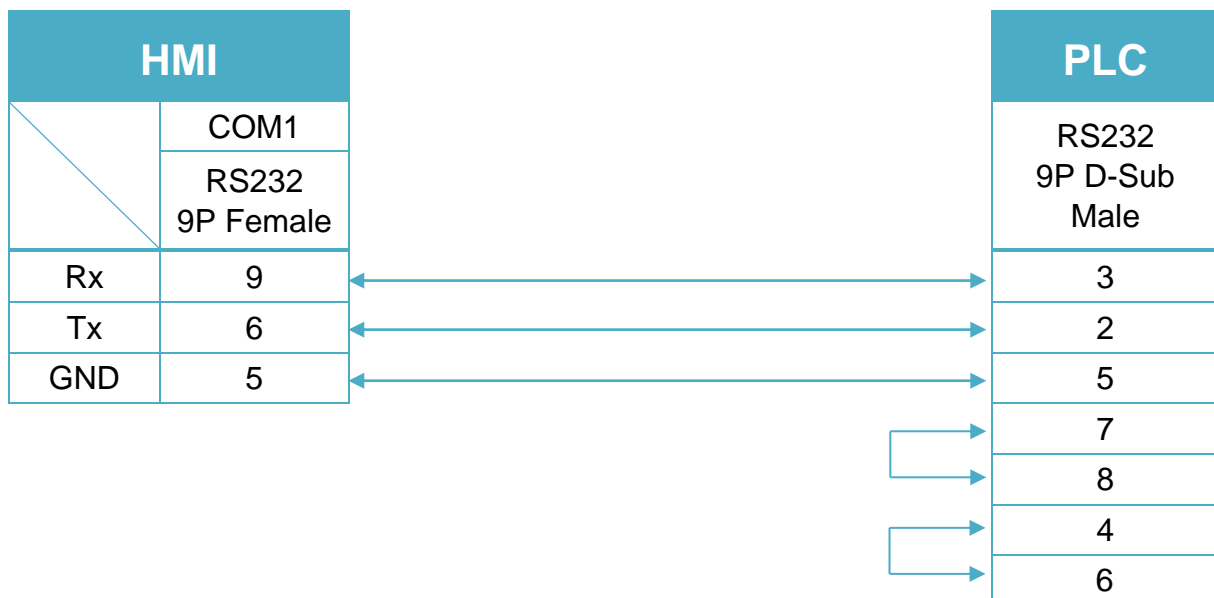 HMI
PLC
COM1
RS232
9P Female
RS232
9P D-Sub
Male
Rx 9 3
Tx 6 2
GND 5 5
7
8
4
6